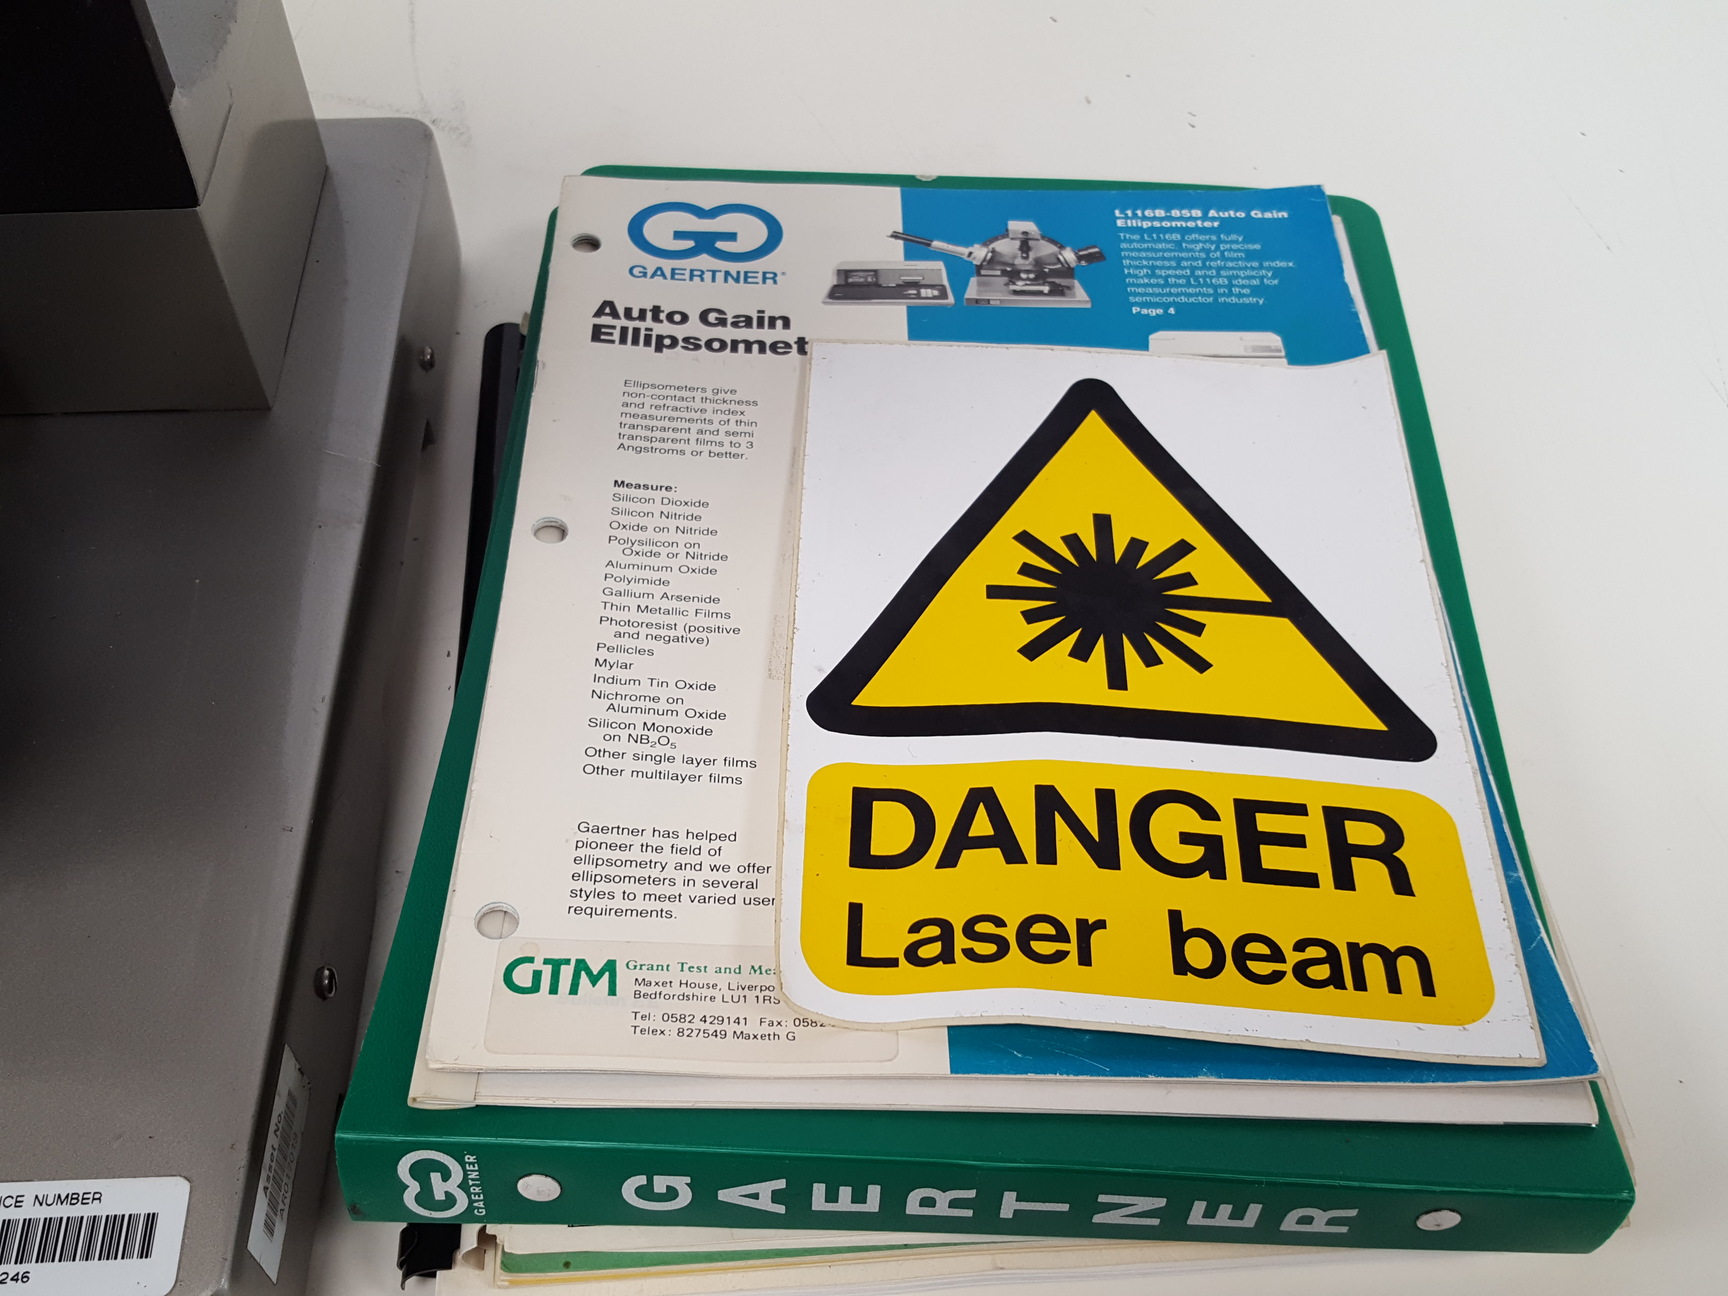 GAERTNER
Auto Gain
Ellipsomet
L116B-85B Auto Gain
Ellipsometer
The L116B offers fully
automatic, highly precise
measurements of film
thickness and refractive index.
High speed and simplicity
makes the L116B ideal for
measurements in the
semiconductor industry.
Page 4
Ellipsometers give
non-contact thickness
and refractive index
measurements of thin
transparent and semi
transparent films to 3
Angstroms or better.
Measure:
Silicon Dioxide
Silicon Nitride
Oxide on Nitride
Polysilicon on
Oxide or Nitride
Aluminum Oxide
Polyimide
Gallium Arsenide
Thin Metallic Films
Photoresist (positive
and negative)
Pellicles
Mylar
Indium Tin Oxide
Nichrome on
Aluminum Oxide
Silicon Monoxide
on NB₂O₅
Other single layer films
Other multilayer films
Gaertner has helped
pioneer the field of
ellipsometry and we offer
ellipsometers in several
styles to meet varied user
requirements.
GTM Grant Test and Mea
Maxet House, Liverpo
Bedfordshire LU1 1RS
Tel: 0582 429141 Fax: 0582
Telex: 827549 Maxeth G
DANGER
Laser beam
GAERTNER
GAERTNER
Asset No.
ICE NUMBER
246